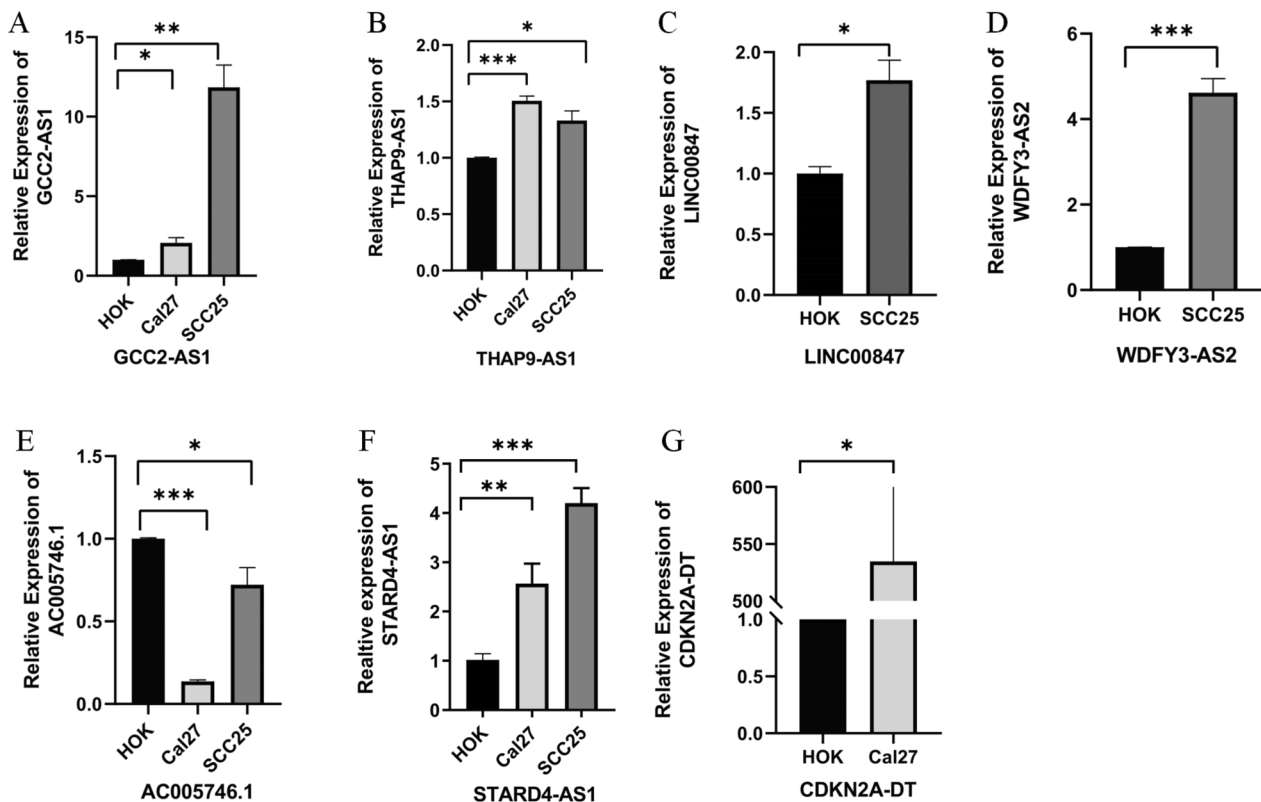 A
Relative Expression of
GCC2-AS1
15
10
5
0
**
*
HOK
Cal27
SCC25
GCC2-AS1
B
Relative Expression of
THAP9-AS1
2.0
1.5
1.0
0.5
0.0
*
***
HOK
Cal27
SCC25
THAP9-AS1
C
Relative Expression of
LINC00847
2.0
1.5
1.0
0.5
0.0
*
HOK
SCC25
LINC00847
D
Relative Expression of
WDFY3-AS2
6
4
2
0
***
HOK
SCC25
WDFY3-AS2
E
Relative Expression of
AC005746.1
1.5
1.0
0.5
0.0
*
***
HOK
Cal27
SCC25
AC005746.1
F
Realtive expression of
STARD4-AS1
5
4
3
2
1
0
***
**
HOK
Cal27
SCC25
STARD4-AS1
G
Relative Expression of
CDKN2A-DT
600
550
500
1.0
0.5
0.0
*
HOK
Cal27
CDKN2A-DT